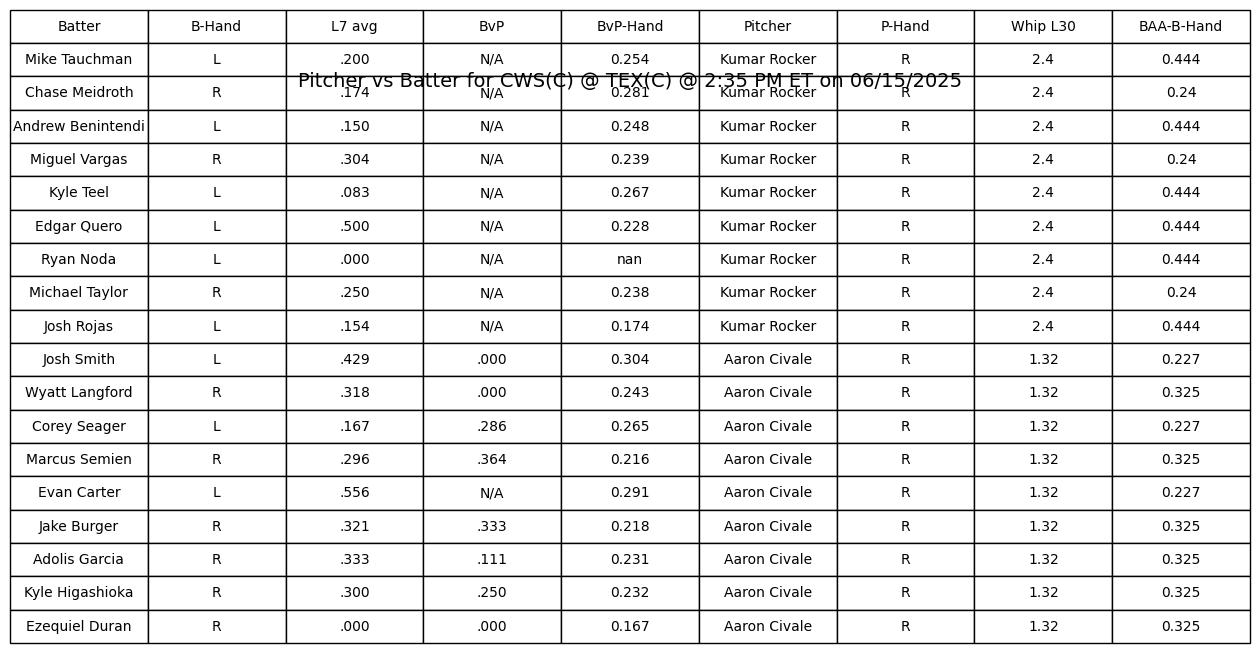 Batter B-Hand L7 avg BvP BvP-Hand Pitcher P-Hand Whip L30 BAA-B-Hand
Mike Tauchman L .200 N/A 0.254 Kumar Rocker R 2.4 0.444
Pitcher vs Batter for CWS(C) @ TEX(C) @ 2:35 PM ET on 06/15/2025
Chase Meidroth R .174 N/A 0.281 Kumar Rocker R 2.4 0.24
Andrew Benintendi L .150 N/A 0.248 Kumar Rocker R 2.4 0.444
Miguel Vargas R .304 N/A 0.239 Kumar Rocker R 2.4 0.24
Kyle Teel L .083 N/A 0.267 Kumar Rocker R 2.4 0.444
Edgar Quero L .500 N/A 0.228 Kumar Rocker R 2.4 0.444
Ryan Noda L .000 N/A nan Kumar Rocker R 2.4 0.444
Michael Taylor R .250 N/A 0.238 Kumar Rocker R 2.4 0.24
Josh Rojas L .154 N/A 0.174 Kumar Rocker R 2.4 0.444
Josh Smith L .429 .000 0.304 Aaron Civale R 1.32 0.227
Wyatt Langford R .318 .000 0.243 Aaron Civale R 1.32 0.325
Corey Seager L .167 .286 0.265 Aaron Civale R 1.32 0.227
Marcus Semien R .296 .364 0.216 Aaron Civale R 1.32 0.325
Evan Carter L .556 N/A 0.291 Aaron Civale R 1.32 0.227
Jake Burger R .321 .333 0.218 Aaron Civale R 1.32 0.325
Adolis Garcia R .333 .111 0.231 Aaron Civale R 1.32 0.325
Kyle Higashioka R .300 .250 0.232 Aaron Civale R 1.32 0.325
Ezequiel Duran R .000 .000 0.167 Aaron Civale R 1.32 0.325